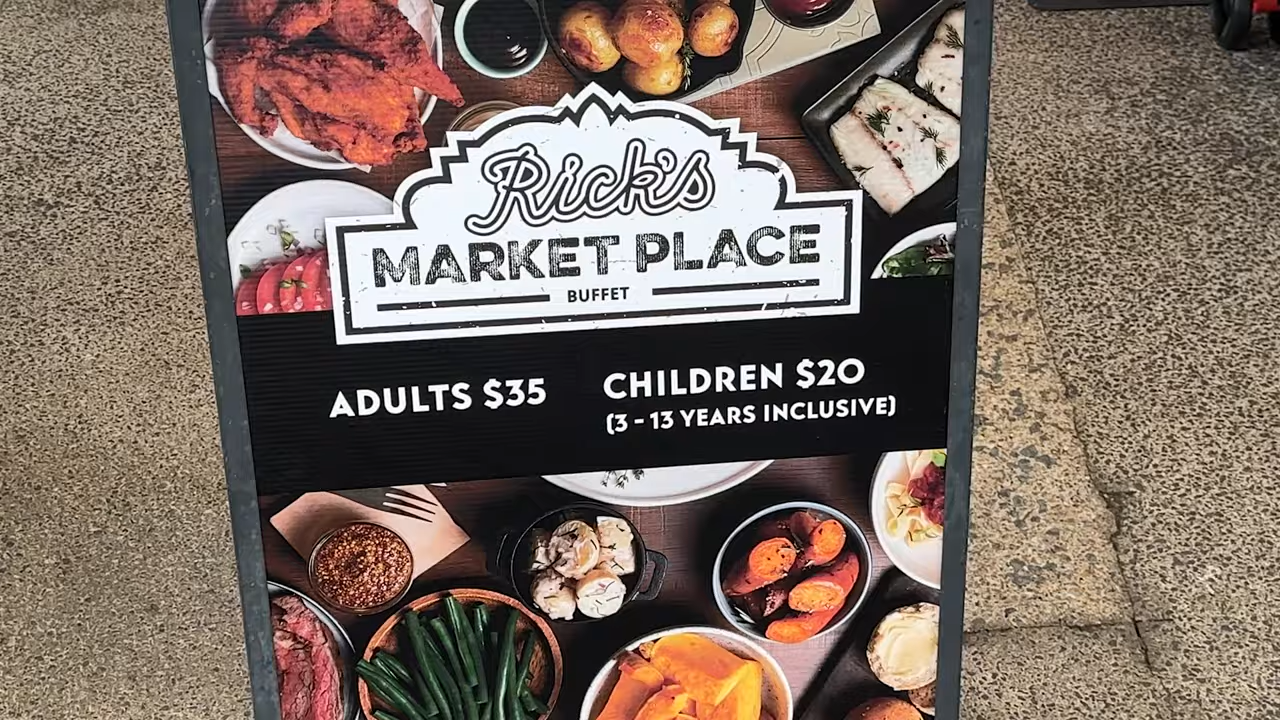 Rick's
MARKET PLACE
BUFFET
ADULTS $35
CHILDREN $20
(3 - 13 YEARS INCLUSIVE)